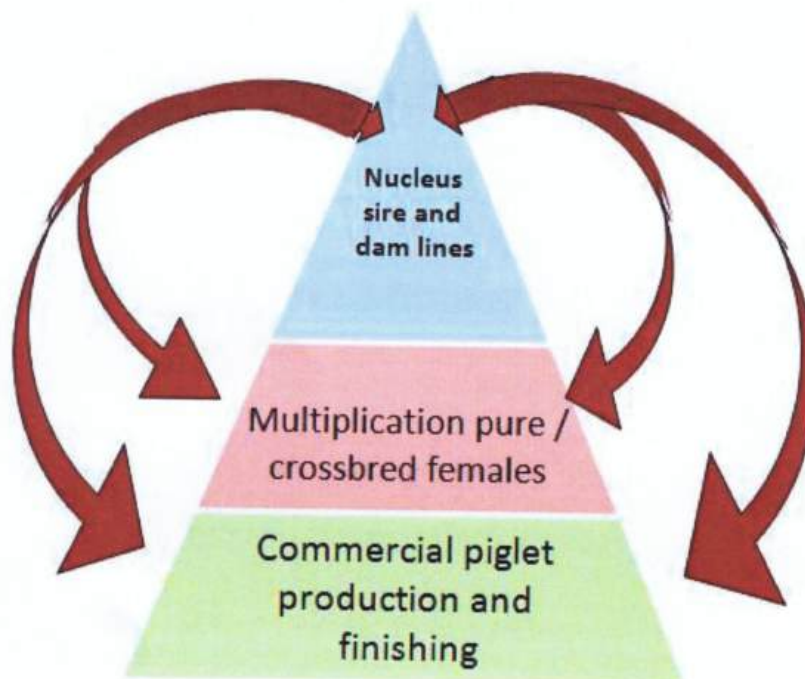 Nucleus
sire and
dam lines
Multiplication pure /
crossbred females
Commercial piglet
production and
finishing